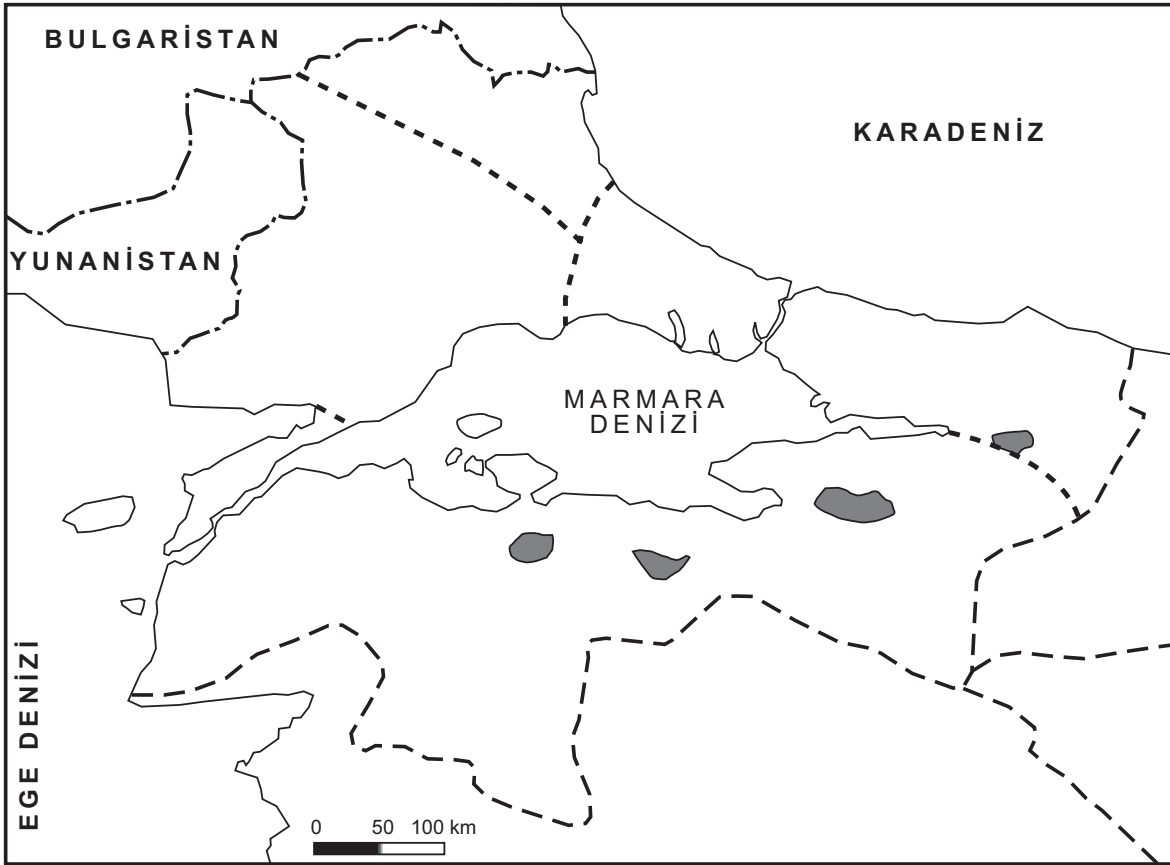 BULGARİSTAN
KARADENİZ
YUNANİSTAN
MARMARA
DENİZİ
EGE DENİZİ
0 50 100 km